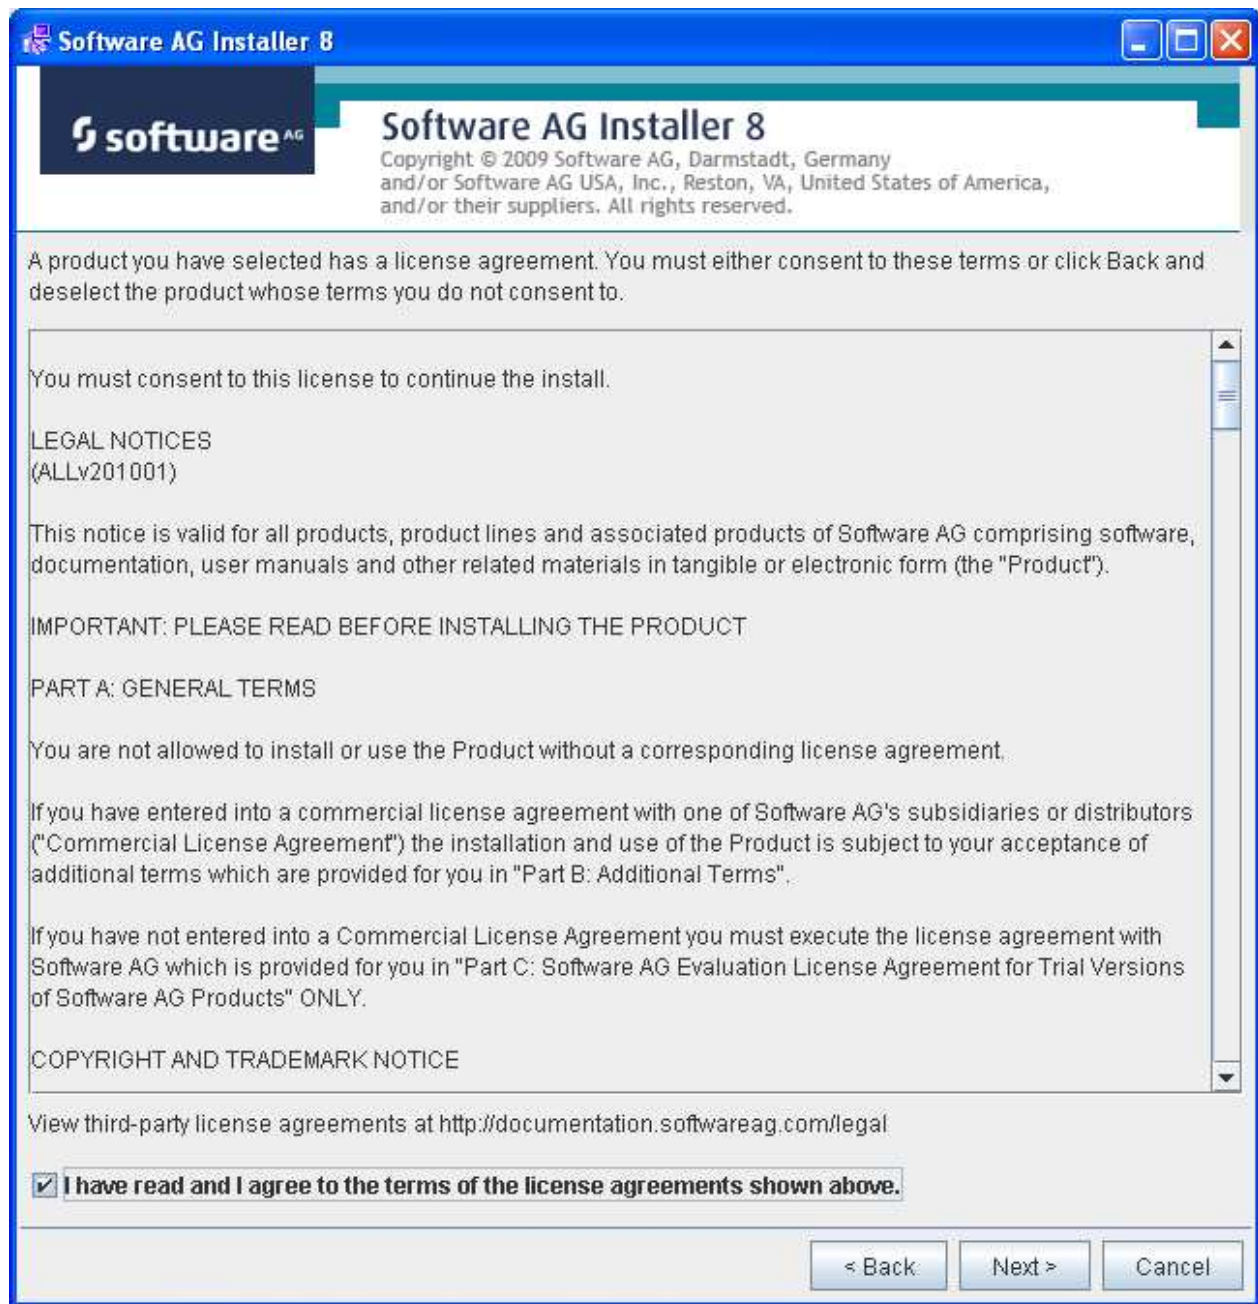 Software AG Installer 8
software AG
Software AG Installer 8
Copyright © 2009 Software AG, Darmstadt, Germany
and/or Software AG USA, Inc., Reston, VA, United States of America,
and/or their suppliers. All rights reserved.
A product you have selected has a license agreement. You must either consent to these terms or click Back and
deselect the product whose terms you do not consent to.
You must consent to this license to continue the install.
LEGAL NOTICES
(ALLv201001)
This notice is valid for all products, product lines and associated products of Software AG comprising software,
documentation, user manuals and other related materials in tangible or electronic form (the "Product").
IMPORTANT: PLEASE READ BEFORE INSTALLING THE PRODUCT
PART A: GENERAL TERMS
You are not allowed to install or use the Product without a corresponding license agreement.
If you have entered into a commercial license agreement with one of Software AG's subsidiaries or distributors
("Commercial License Agreement") the installation and use of the Product is subject to your acceptance of
additional terms which are provided for you in "Part B: Additional Terms".
If you have not entered into a Commercial License Agreement you must execute the license agreement with
Software AG which is provided for you in "Part C: Software AG Evaluation License Agreement for Trial Versions
of Software AG Products" ONLY.
COPYRIGHT AND TRADEMARK NOTICE
View third-party license agreements at http://documentation.softwareag.com/legal
I have read and I agree to the terms of the license agreements shown above.
< Back
Next >
Cancel